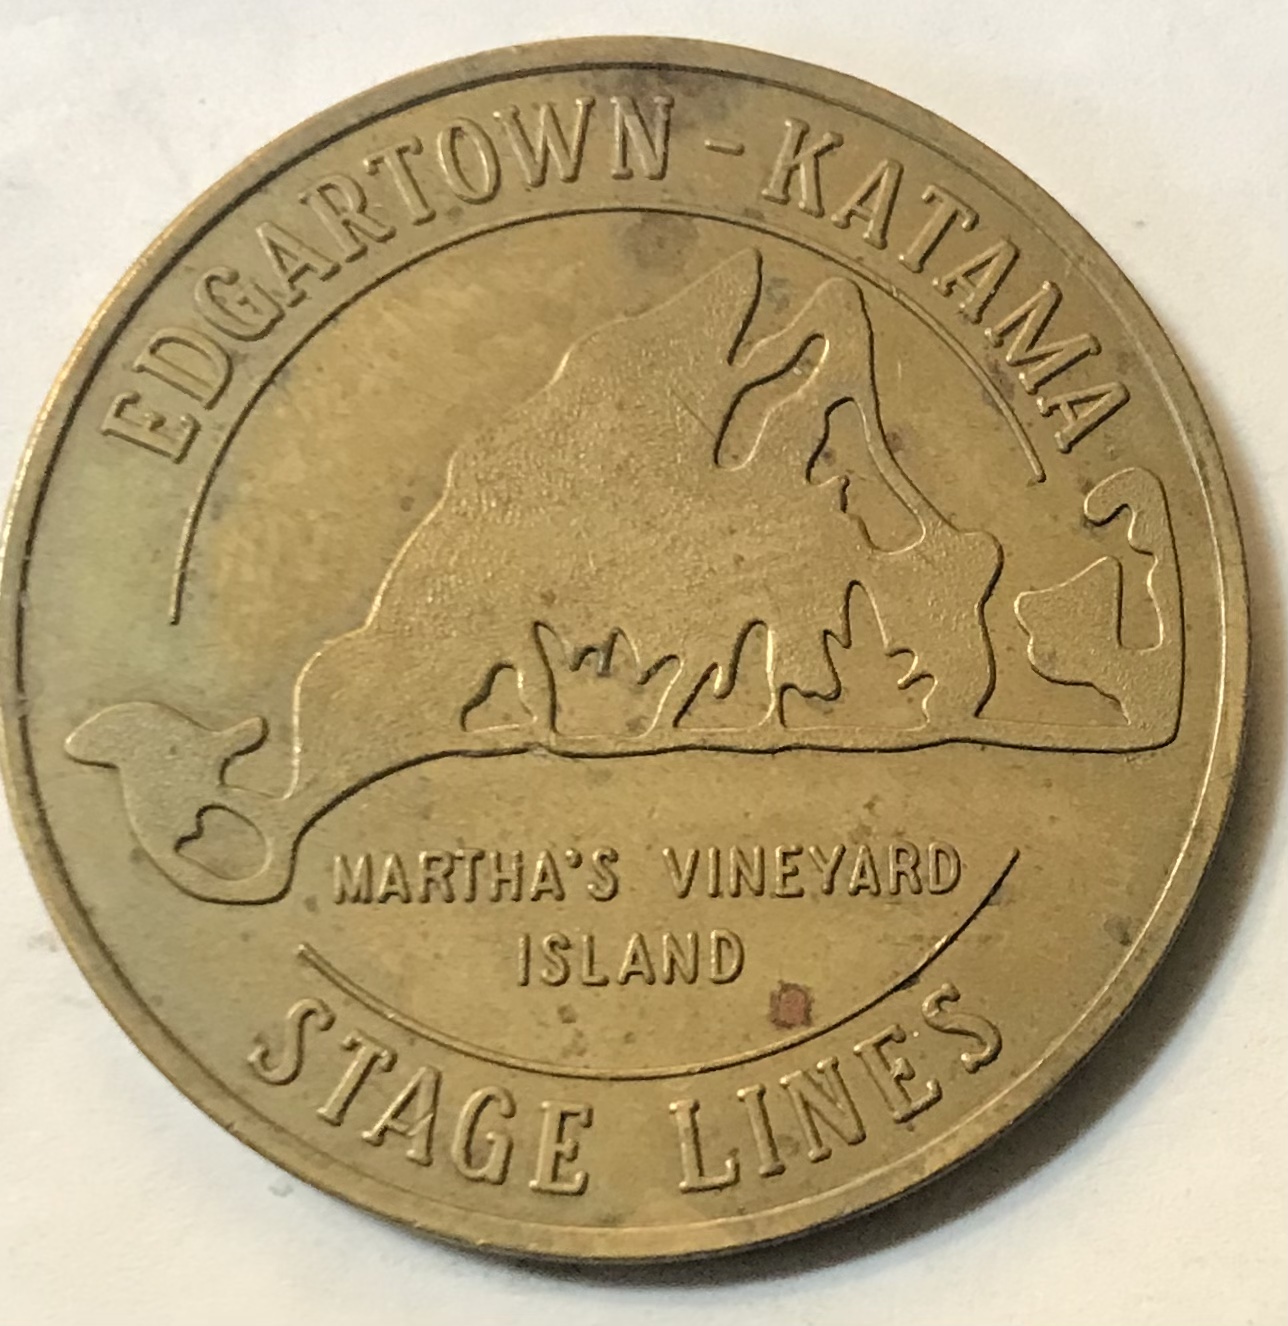 EDGARTOWN - KATAMA
MARTHA'S VINEYARD
ISLAND
STAGE LINES